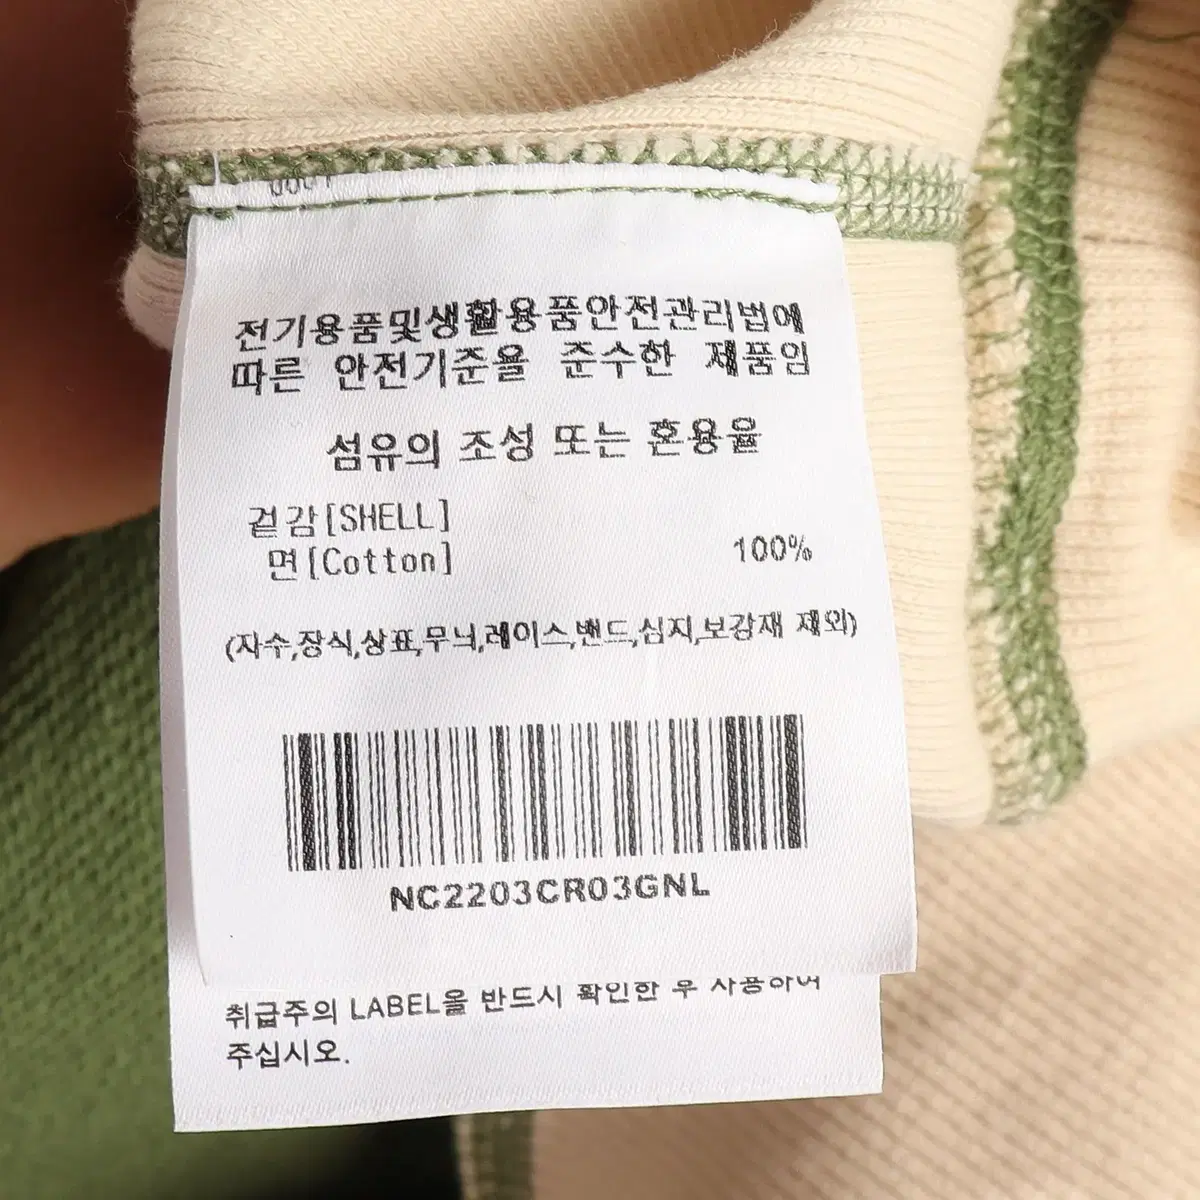 전기용품및생활용품안전관리법에
따른 안전기준을 준수한 제품임
섬유의 조성 또는 혼용율
겉감[SHELL]
면[Cotton] 100%
(자수,장식,상표,무늬,레이스,밴드,심지,보강재 제외)
NC2203CR03GNL
취급주의 LABEL을 반드시 확인한 후 사용하여
주십시오.